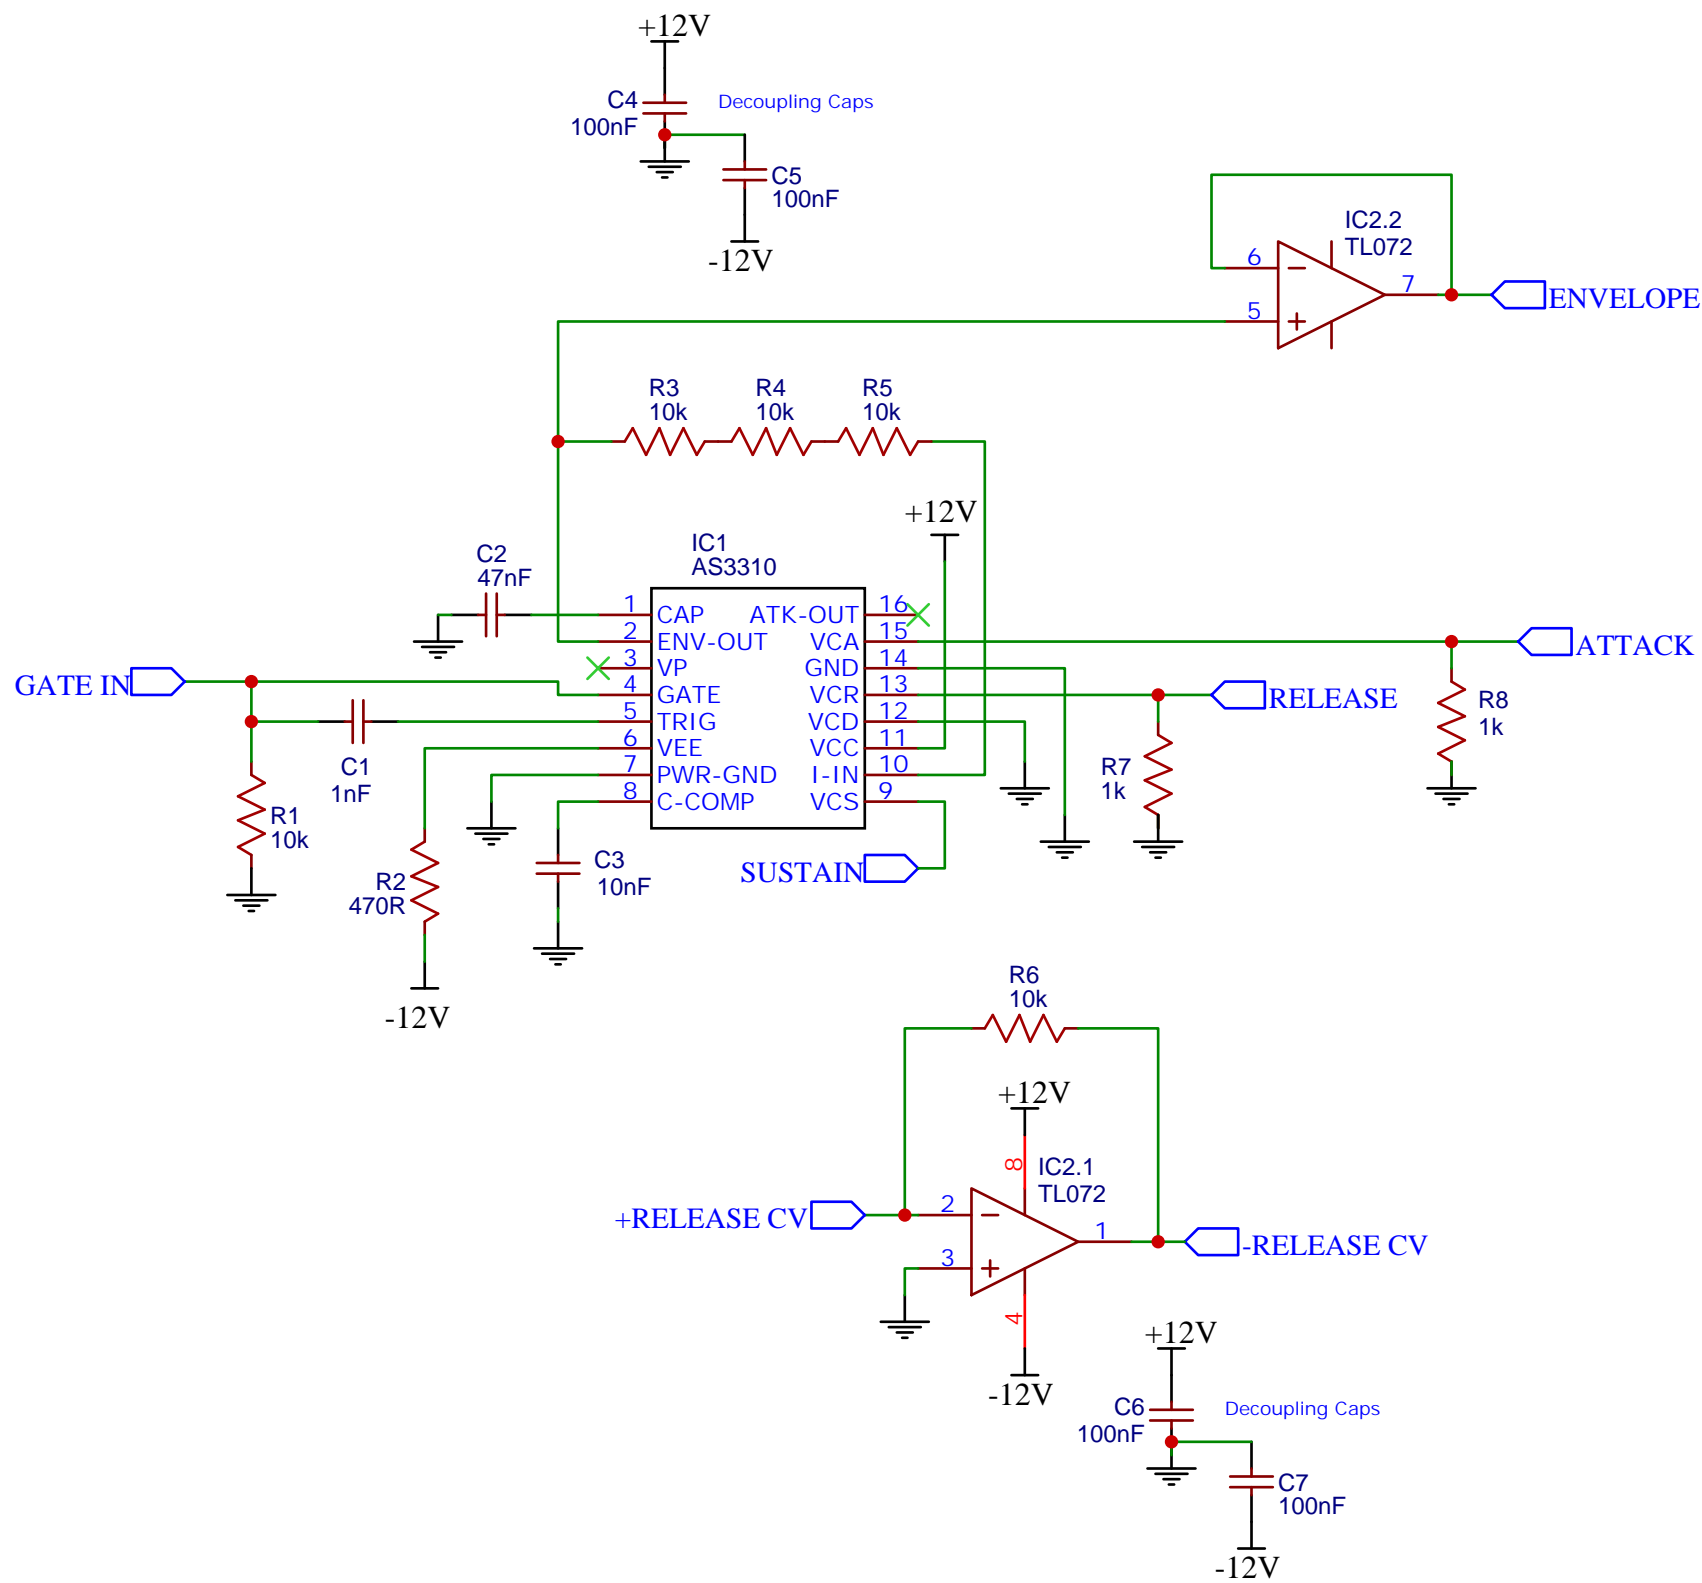 +12V
C4
100nF
Decoupling Caps
C5
100nF
-12V
IC2.2
TL072
6
5
7
ENVELOPE
R3
10k
R4
10k
R5
10k
+12V
IC1
AS3310
C2
47nF
1
CAP
ATK-OUT
16
2
ENV-OUT
VCA
15
ATTACK
3
VP
GND
14
GATE IN
4
GATE
VCR
13
RELEASE
5
TRIG
VCD
12
6
VEE
VCC
11
7
PWR-GND
I-IN
10
8
C-COMP
VCS
9
R8
1k
C1
1nF
R7
1k
R1
10k
R2
470R
C3
10nF
SUSTAIN
-12V
R6
10k
+12V
8
IC2.1
TL072
+RELEASE CV
2
3
1
-RELEASE CV
4
-12V
+12V
C6
100nF
Decoupling Caps
C7
100nF
-12V